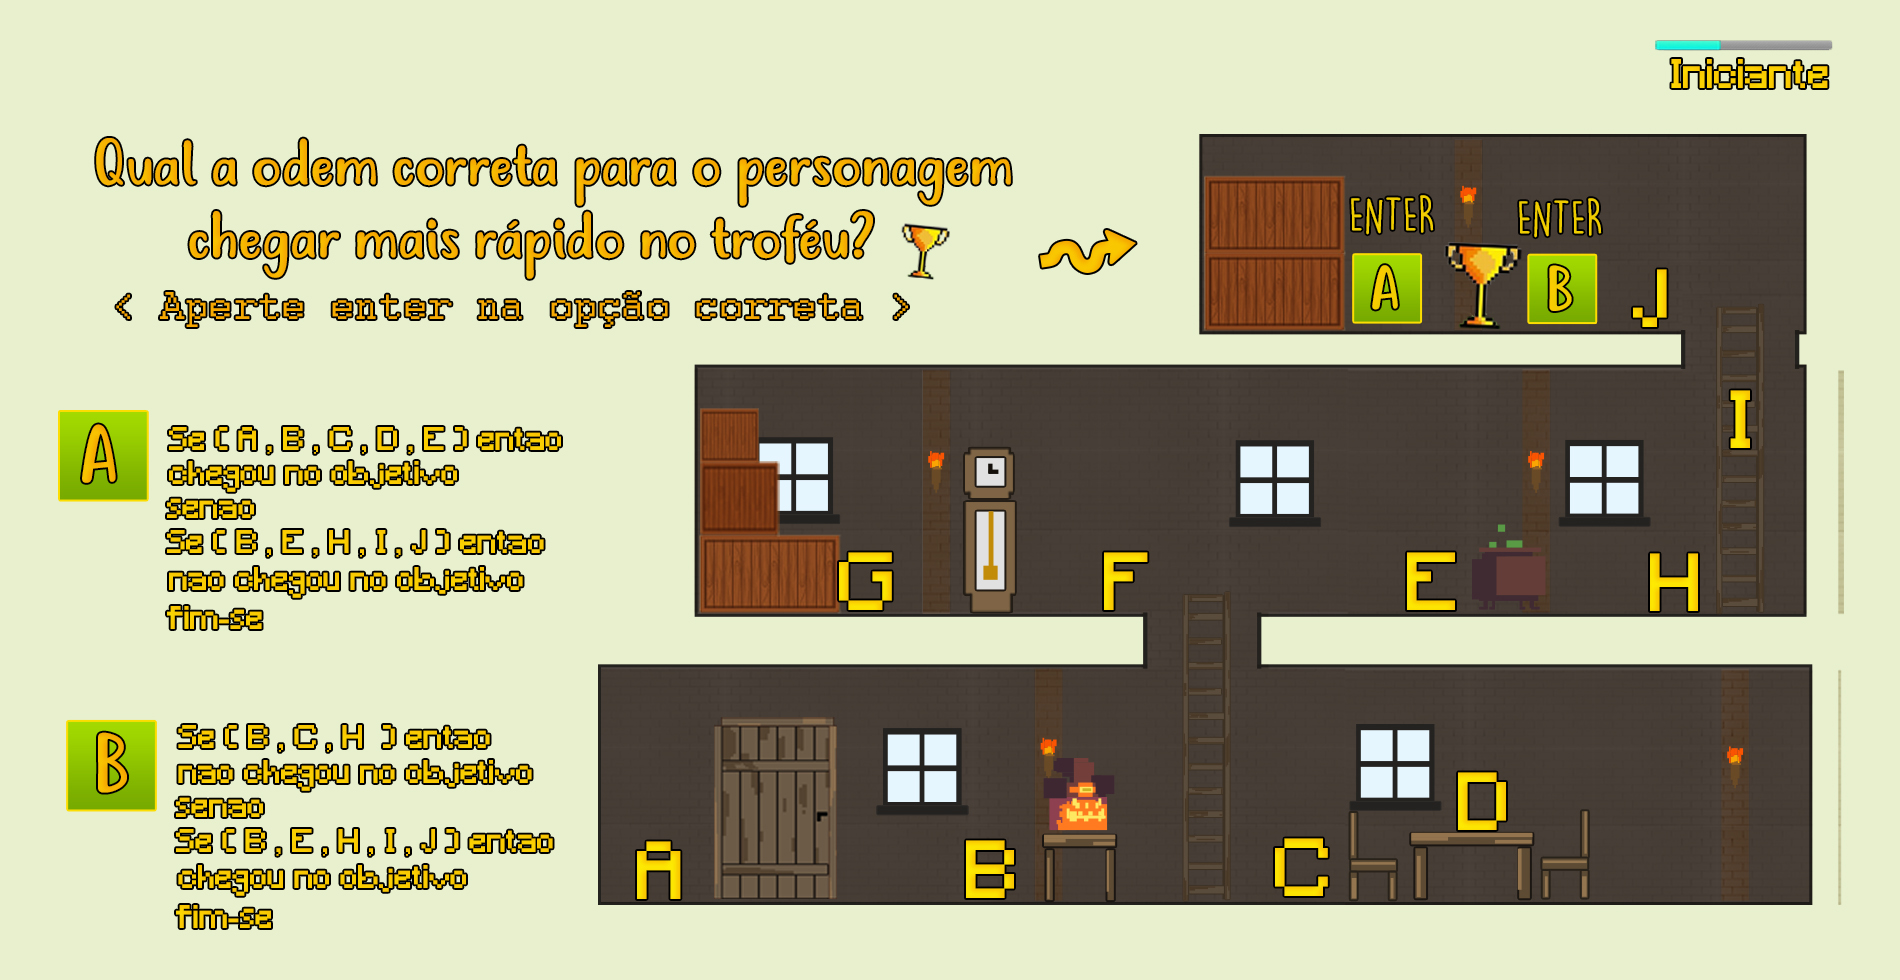 Iniciante
Qual a odem correta para o personagem
chegar mais rápido no troféu?
< Aperte enter na opção correta >
ENTER
ENTER
A
B
J
I
A
Se ( A , B , C , D , E ) entao
chegou no objetivo
senao
Se ( B , E , H , I , J ) entao
nao chegou no objetivo
fim-se
G
F
E
H
B
Se ( B , C , H ) entao
nao chegou no objetivo
senao
Se ( B , E , H , I , J ) entao
chegou no objetivo
fim-se
A
B
C
D